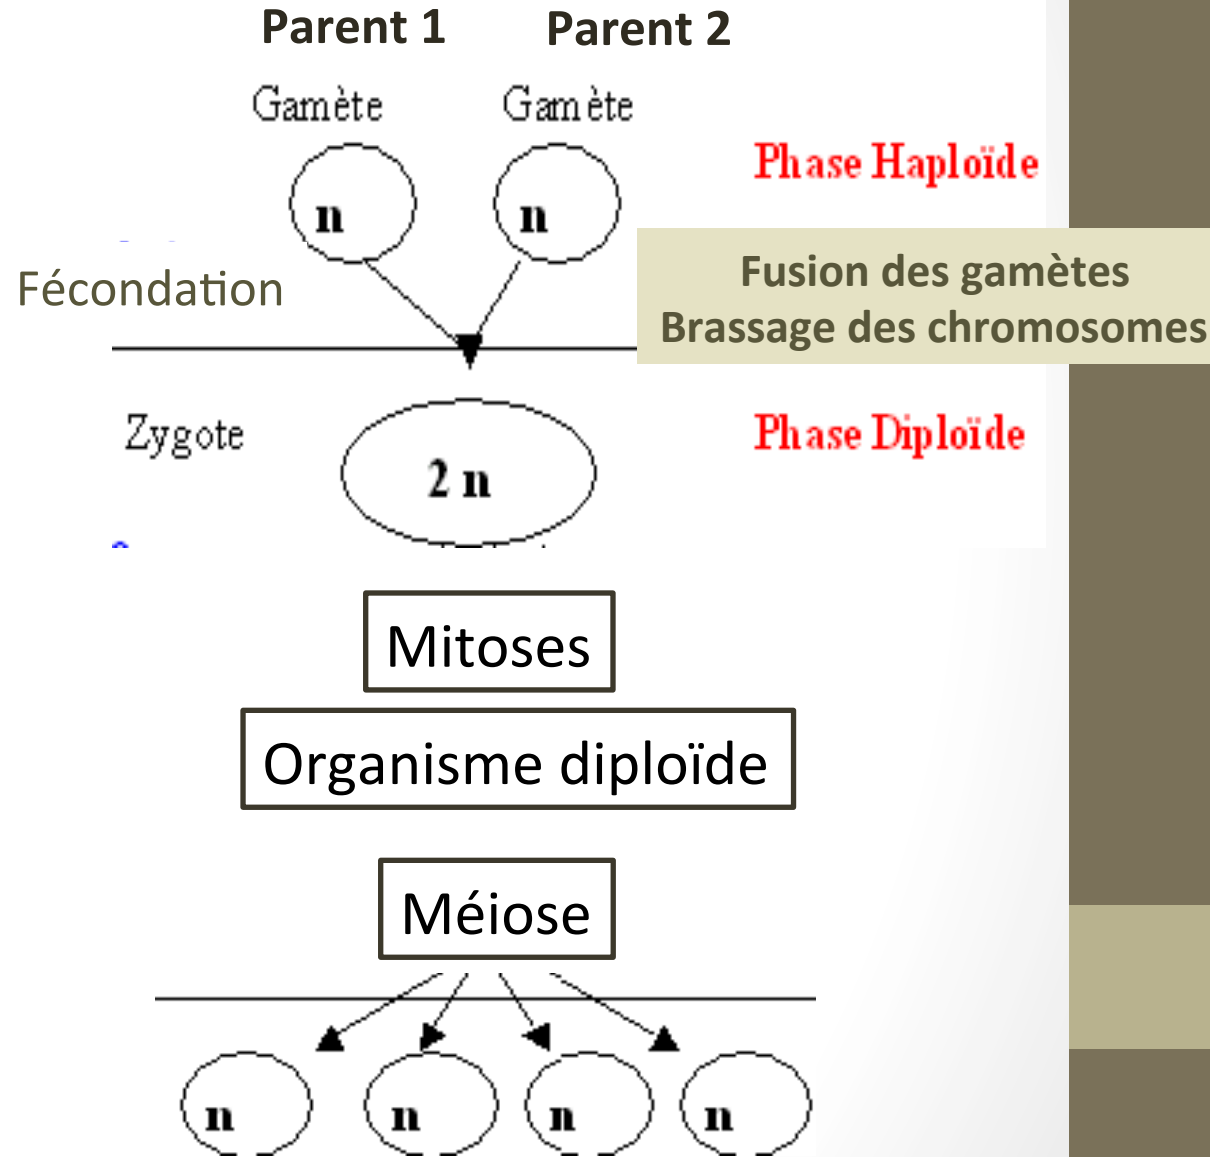 Parent 1 Parent 2
Gamète Gamète
n n
Phase Haploïde
Fécondation
Fusion des gamètes
Brassage des chromosomes
Zygote
2 n
Phase Diploïde
Mitoses
Organisme diploïde
Méiose
n n n n